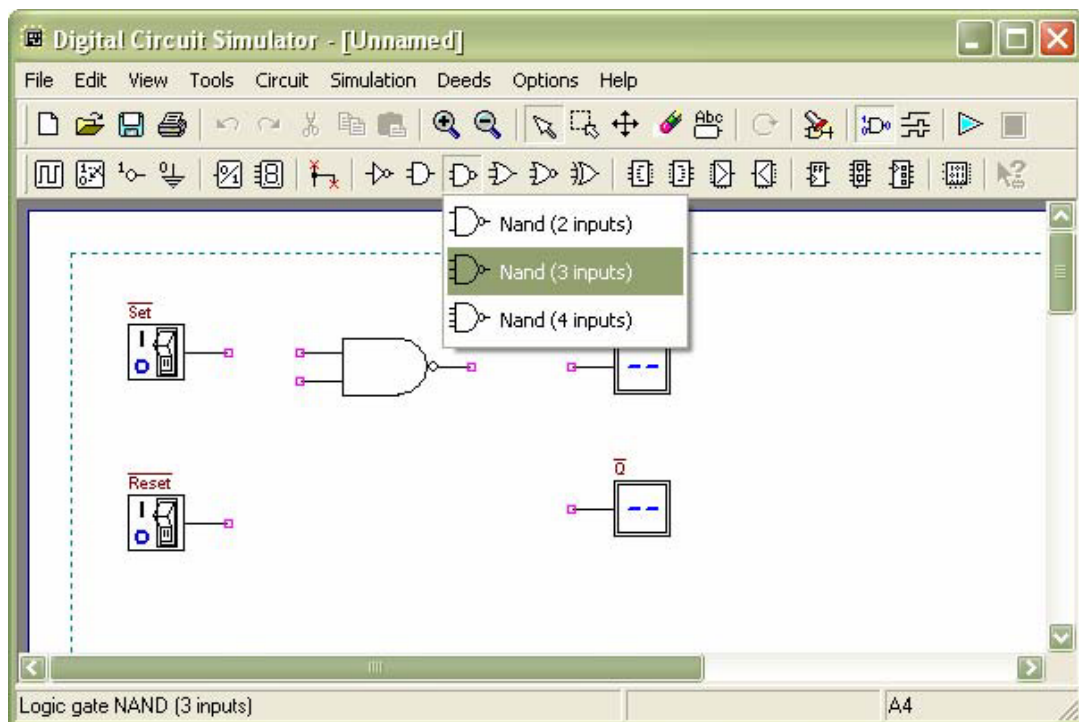 Digital Circuit Simulator - [Unnamed]
File Edit View Tools Circuit Simulation Deeds Options Help
Abc
Nand (2 inputs)
Nand (3 inputs)
Nand (4 inputs)
Set
Reset
Q
Logic gate NAND (3 inputs)
A4